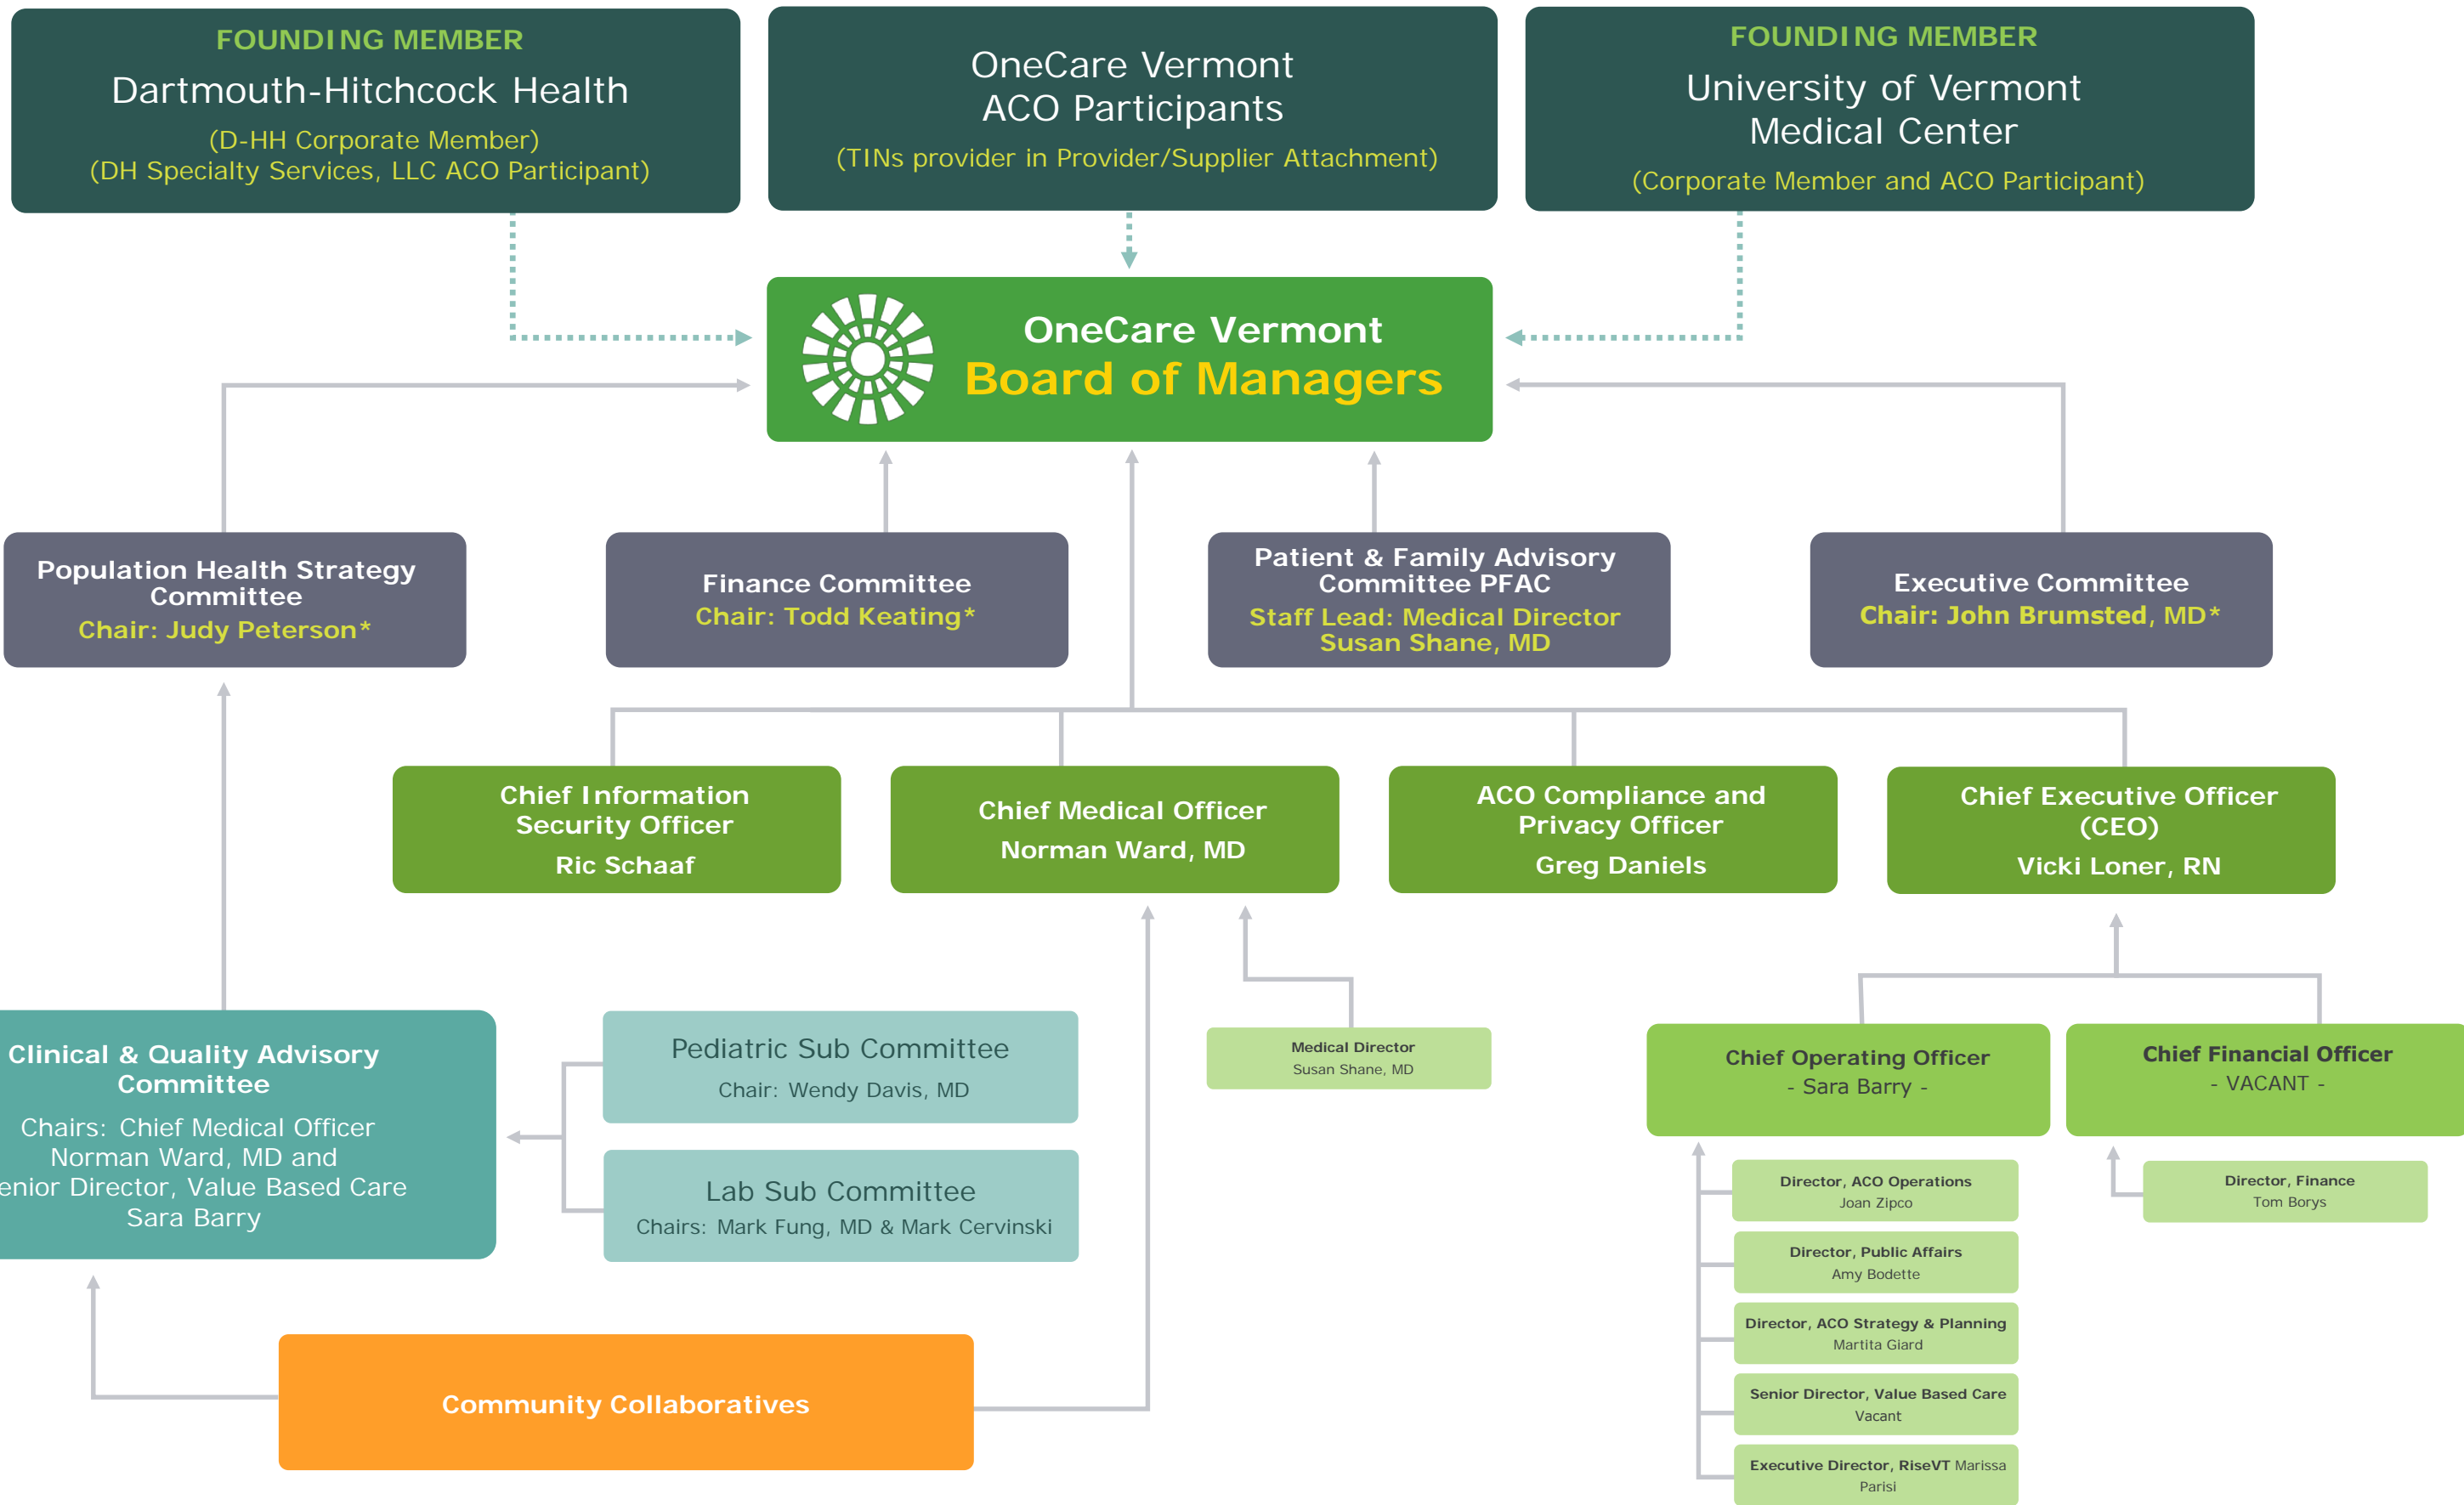 FOUNDING MEMBER
Dartmouth-Hitchcock Health
(D-HH Corporate Member)
(DH Specialty Services, LLC ACO Participant)
OneCare Vermont
ACO Participants
(TINs provider in Provider/Supplier Attachment)
FOUNDING MEMBER
University of Vermont
Medical Center
(Corporate Member and ACO Participant)
OneCare Vermont
Board of Managers
Population Health Strategy
Committee
Chair: Judy Peterson*
Finance Committee
Chair: Todd Keating*
Patient & Family Advisory
Committee PFAC
Staff Lead: Medical Director
Susan Shane, MD
Executive Committee
Chair: John Brumsted, MD*
Chief Information
Security Officer
Ric Schaaf
Chief Medical Officer
Norman Ward, MD
ACO Compliance and
Privacy Officer
Greg Daniels
Chief Executive Officer
(CEO)
Vicki Loner, RN
Clinical & Quality Advisory
Committee
Chairs: Chief Medical Officer
Norman Ward, MD and
enior Director, Value Based Care
Sara Barry
Pediatric Sub Committee
Chair: Wendy Davis, MD
Lab Sub Committee
Chairs: Mark Fung, MD & Mark Cervinski
Medical Director
Susan Shane, MD
Chief Operating Officer
- Sara Barry -
Chief Financial Officer
- VACANT -
Director, ACO Operations
Joan Zipco
Director, Public Affairs
Amy Bodette
Director, ACO Strategy & Planning
Martita Giard
Senior Director, Value Based Care
Vacant
Executive Director, RiseVT Marissa
Parisi
Director, Finance
Tom Borys
Community Collaboratives